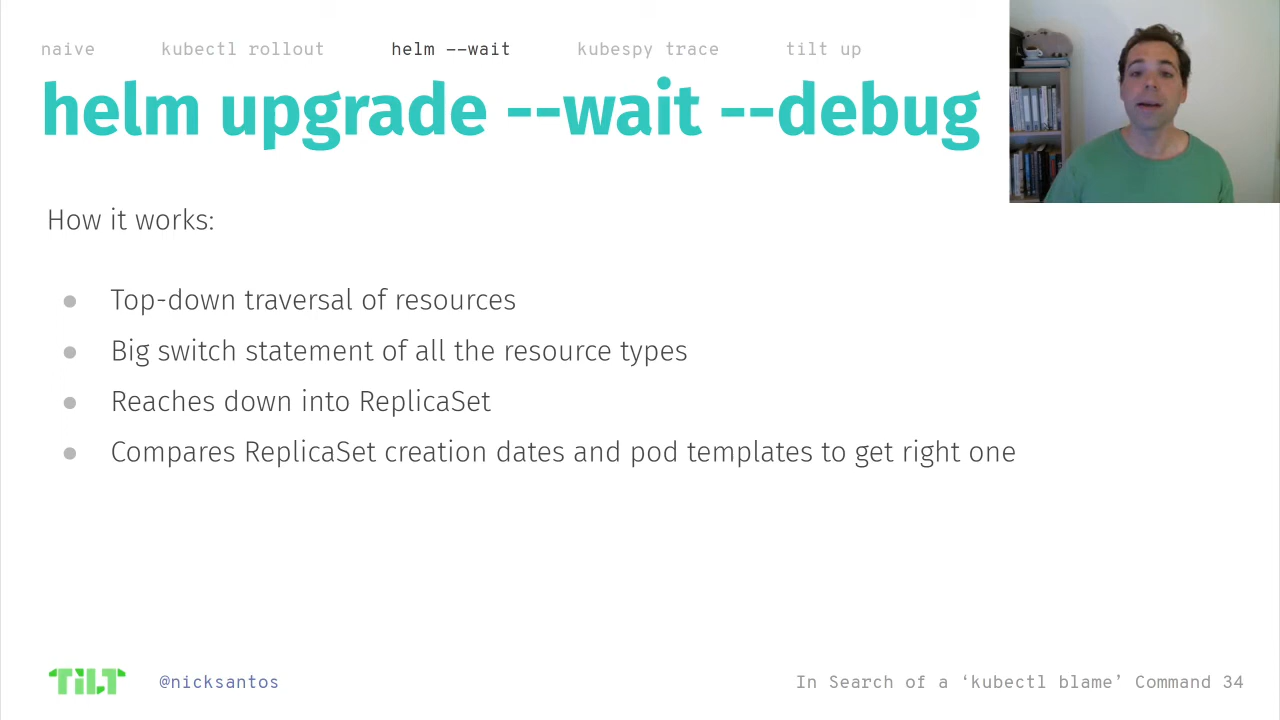 naive kubectl rollout helm --wait kubespy trace tilt up
helm upgrade --wait --debug
How it works:
● Top-down traversal of resources
● Big switch statement of all the resource types
● Reaches down into ReplicaSet
● Compares ReplicaSet creation dates and pod templates to get right one
TILT @nicksantos In Search of a ‘kubectl blame’ Command 34